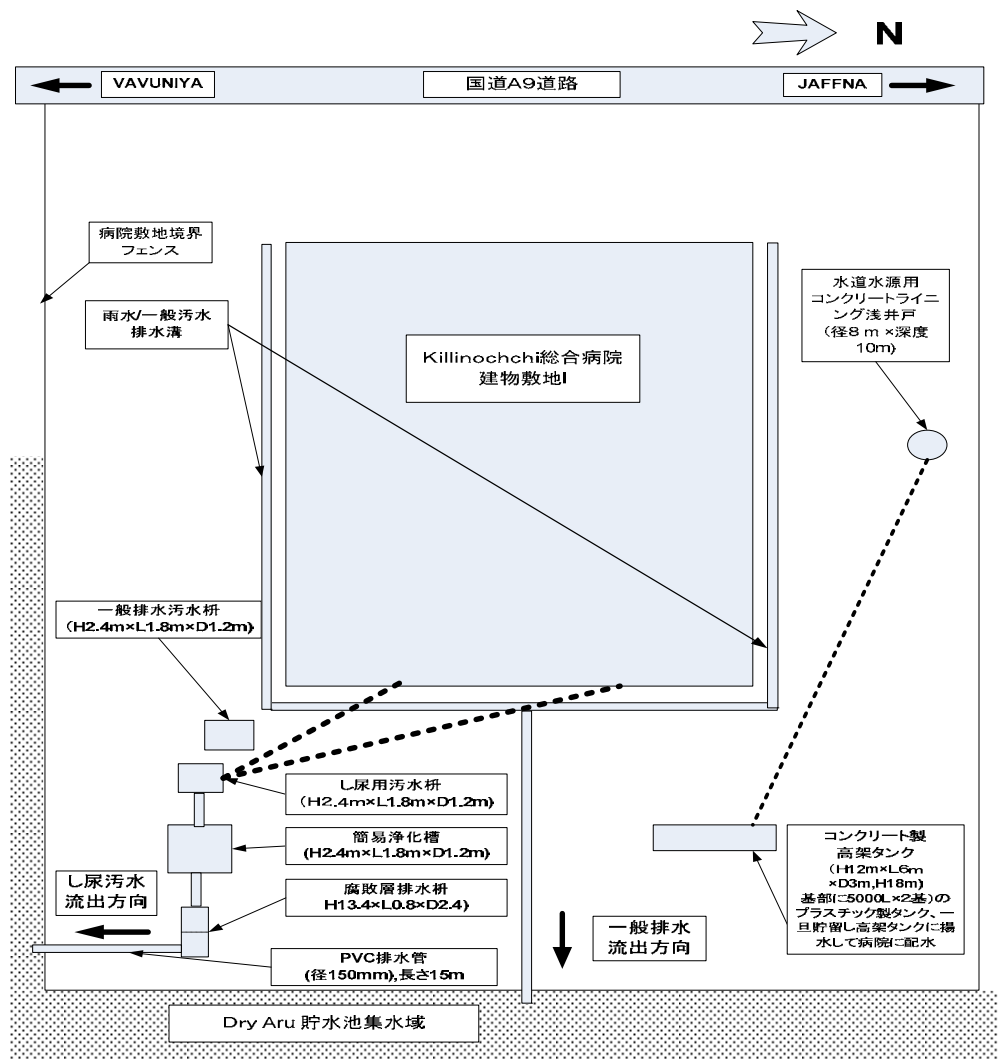 N
VAVUNIYA
国道A9道路
JAFFNA
病院敷地境界
フェンス
雨水/一般汚水
排水溝
Killinochchi総合病院
建物敷地l
水道水源用
コンクリートライニ
ング浅井戸
(径8 m ×深度
10m)
一般排水汚水枡
(H2.4m×L1.8m×D1.2m)
し尿用汚水枡
(H2.4m×L1.8m×D1.2m)
簡易浄化槽
(H2.4m×L1.8m×D1.2m)
し尿汚水
流出方向
腐敗層排水枡
H13.4×L0.8×D2.4)
PVC排水管
(径150mm),長さ15m
一般排水
流出方向
コンクリート製
高架タンク
(H12m×L6m
×D3m,H18m)
基部に5000L×2基)の
プラスチック製タンク、一
旦貯留し高架タンクに揚
水して病院に配水
Dry Aru 貯水池集水域